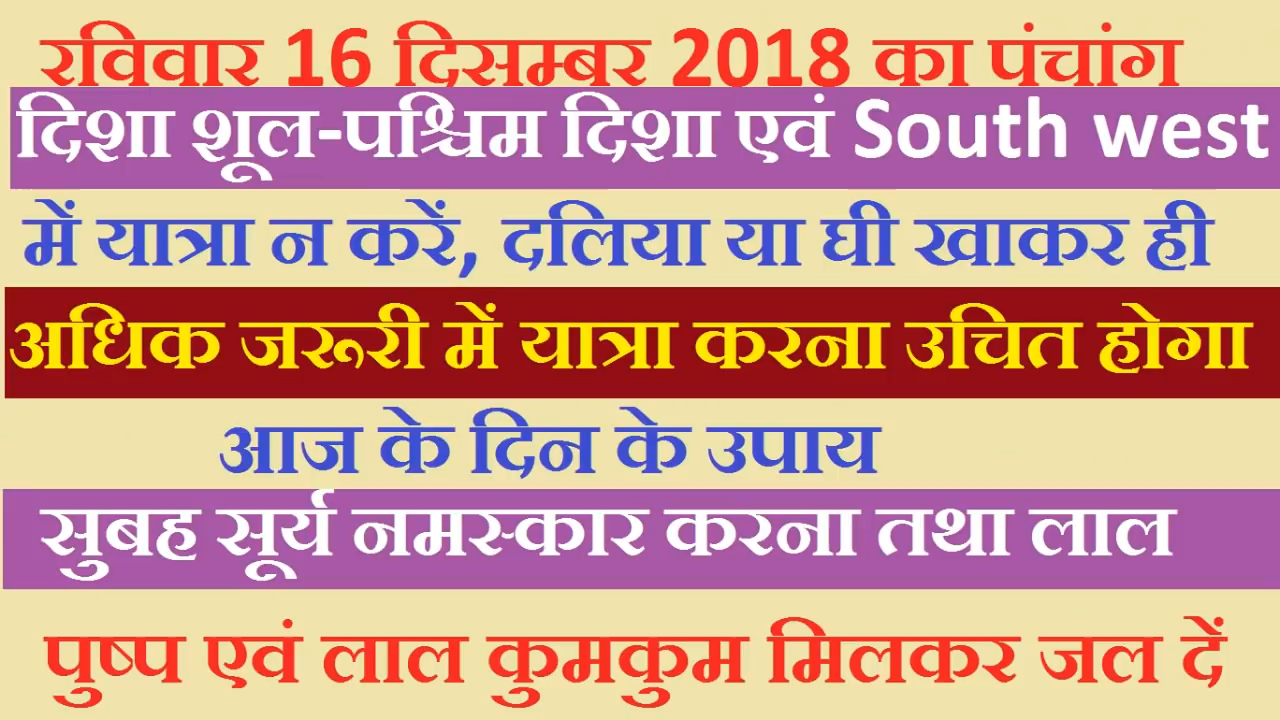 रविवार 16 दिसम्बर 2018 का पंचांग
दिशा शूल-पश्चिम दिशा एवं South west
में यात्रा न करें, दलिया या घी खाकर ही
अधिक जरूरी में यात्रा करना उचित होगा
आज के दिन के उपाय
सुबह सूर्य नमस्कार करना तथा लाल
पुष्प एवं लाल कुमकुम मिलकर जल दें